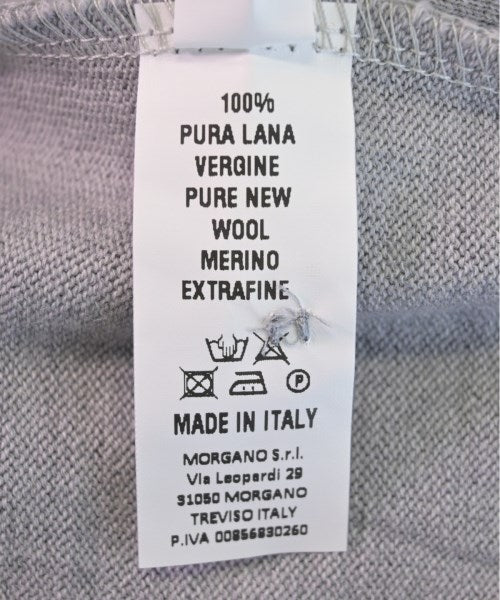 100%
PURA LANA
VERGINE
PURE NEW
WOOL
MERINO
EXTRAFINE
P
MADE IN ITALY
MORGANO S.r.l.
Via Leopardi 29
31050 MORGANO
TREVISO ITALY
P.IVA 00856830260